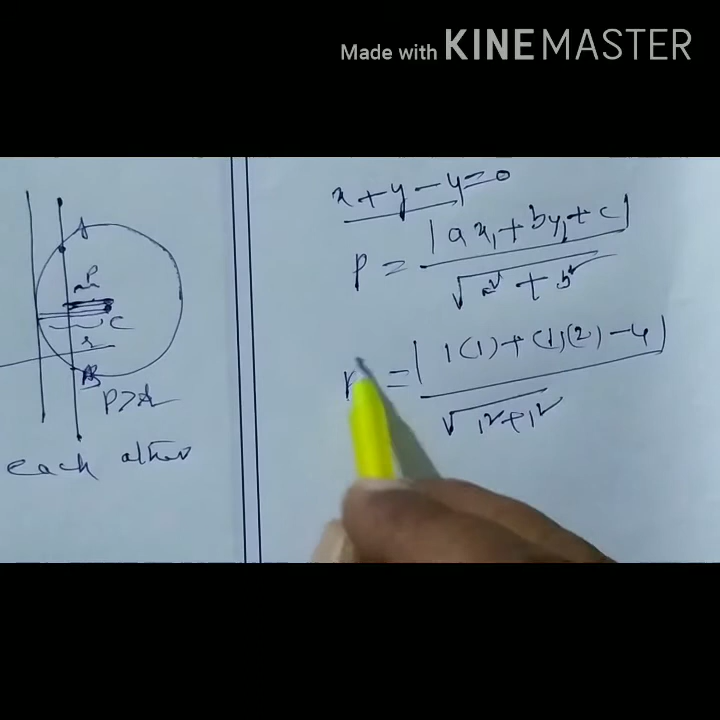 Made with KINEMASTER
A
P
C
r
B
P>r
each other
x+y-4=0
P = |ax₁+by₁+c|
√a²+b²
P = |1(1)+(1)(2)-4|
√1²+1²